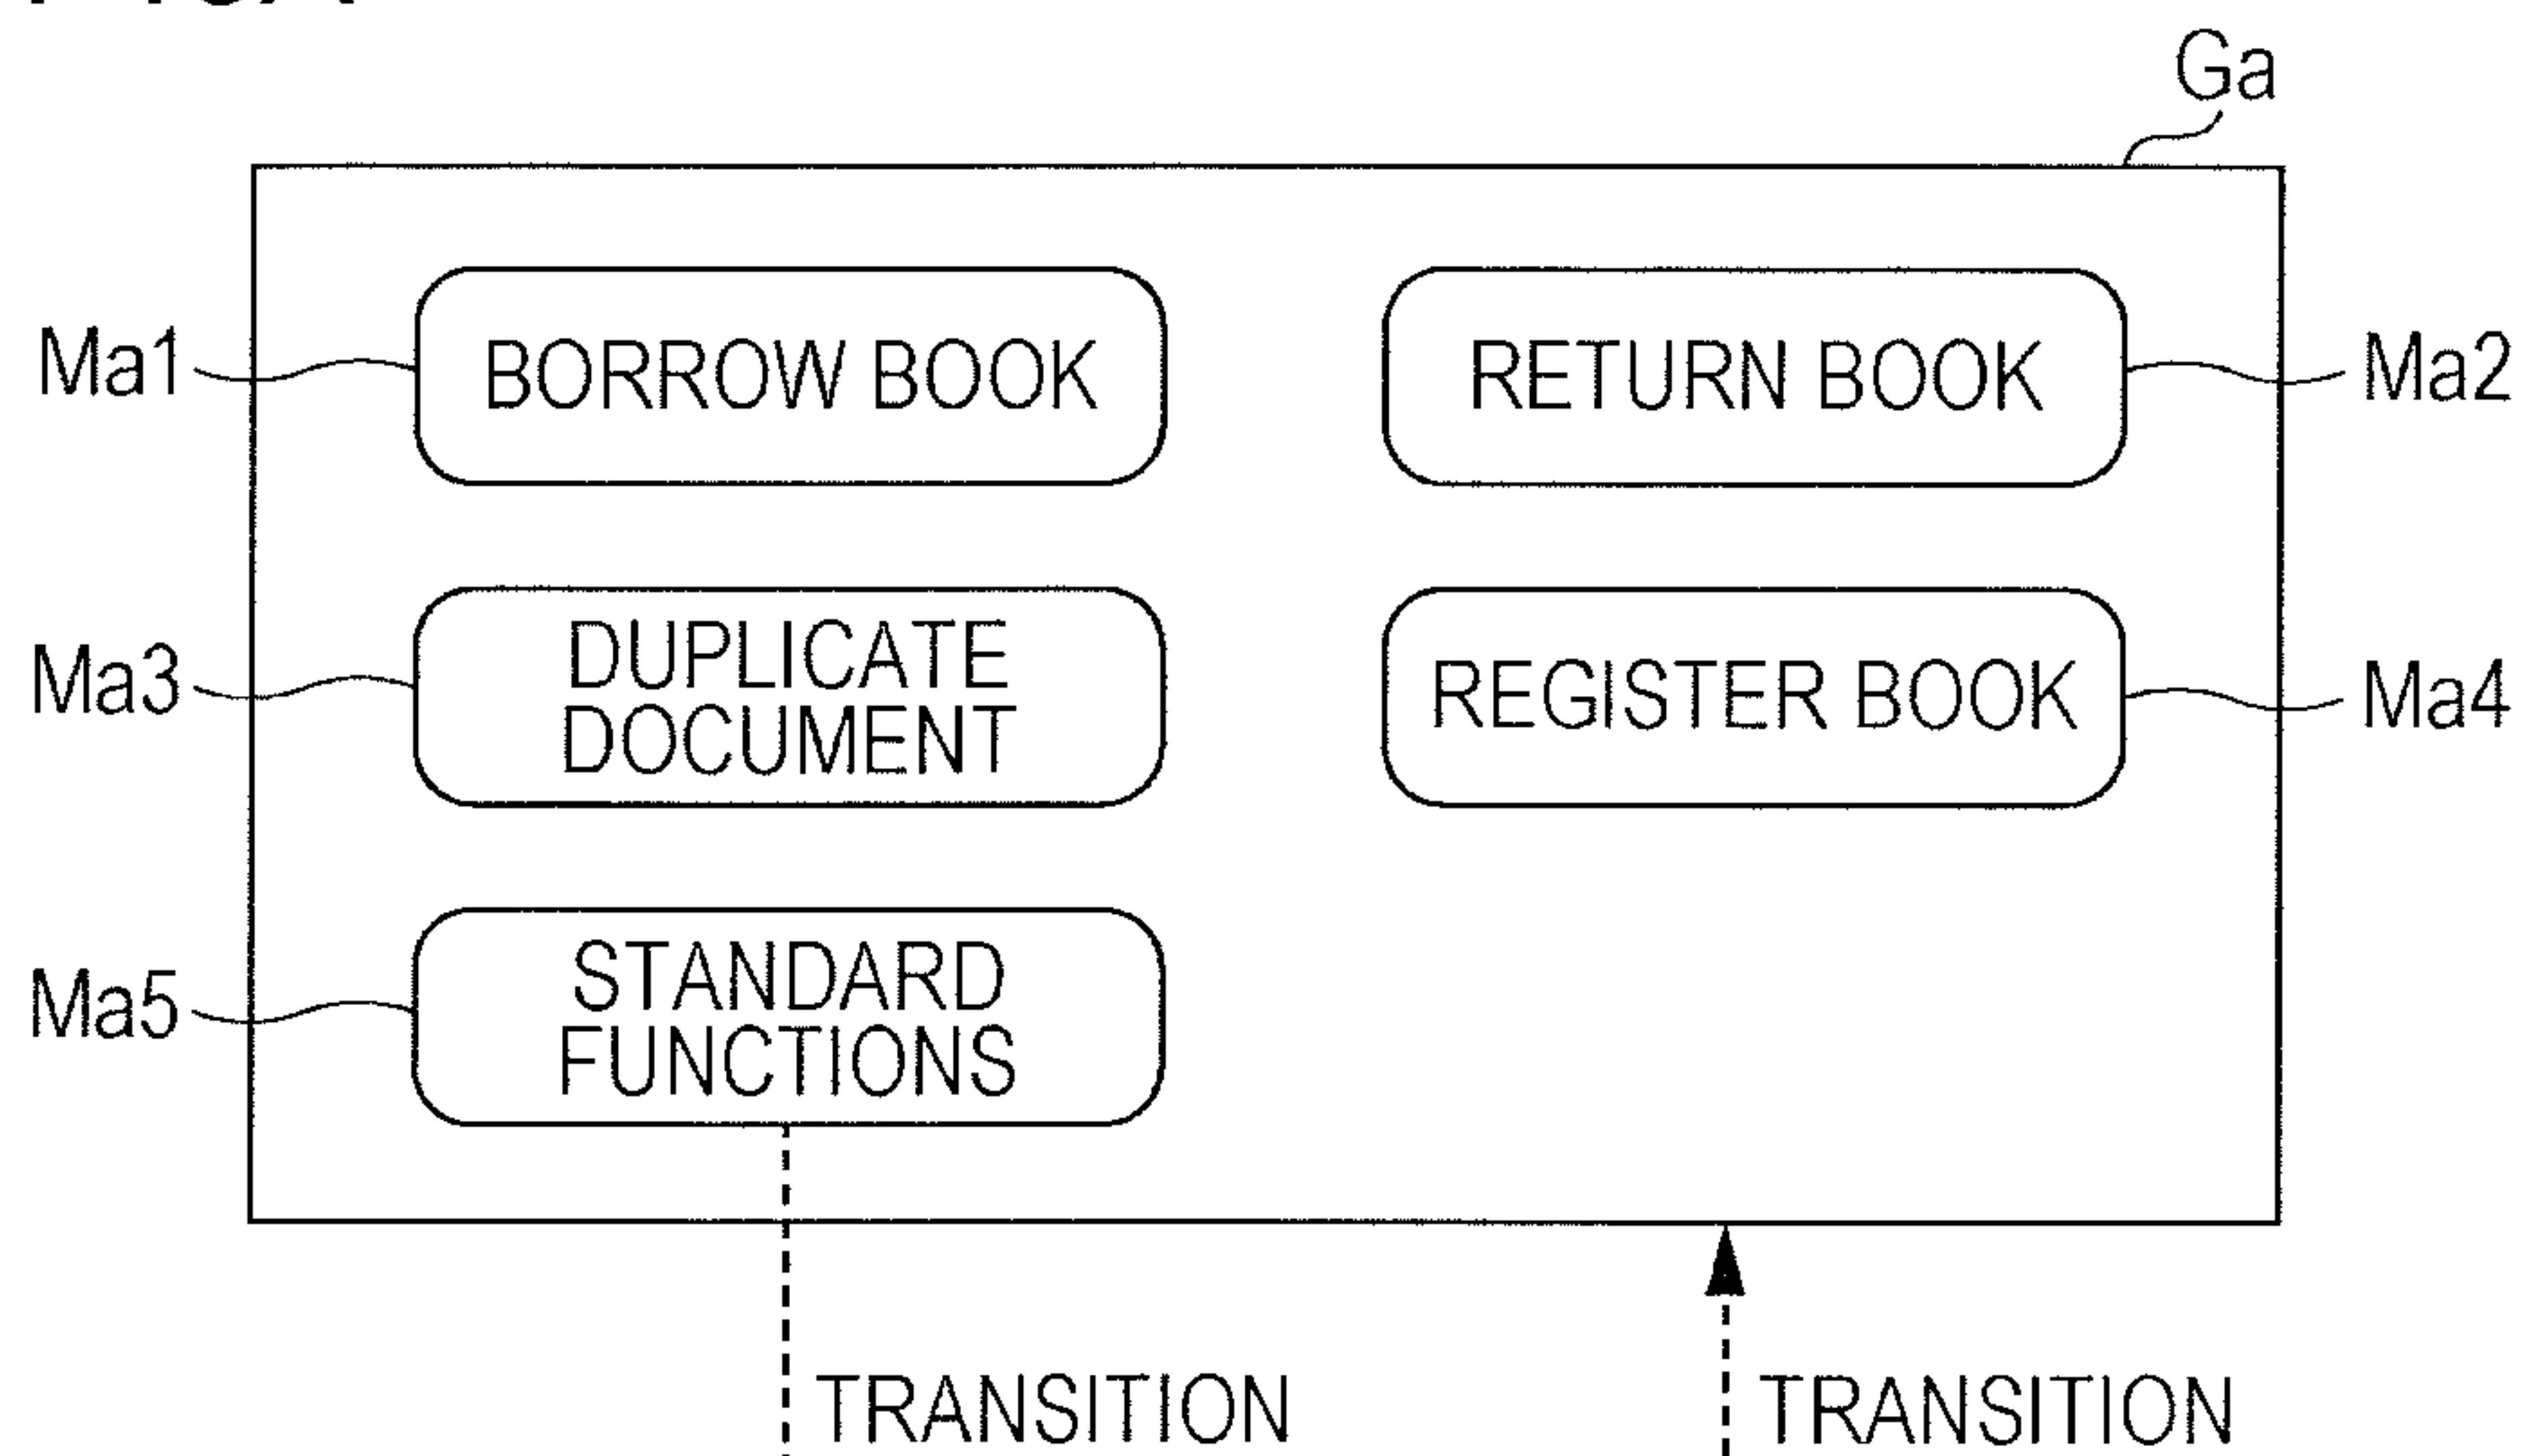 Ga
Ma1
BORROW BOOK
RETURN BOOK
Ma2
Ma3
DUPLICATE
DOCUMENT
REGISTER BOOK
Ma4
Ma5
STANDARD
FUNCTIONS
TRANSITION
TRANSITION